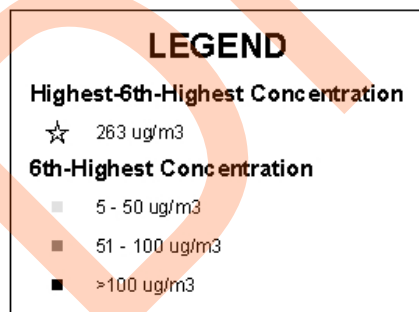 LEGEND
Highest-6th-Highest Concentration
263 ug/m3
6th-Highest Concentration
5 - 50 ug/m3
51 - 100 ug/m3
>100 ug/m3